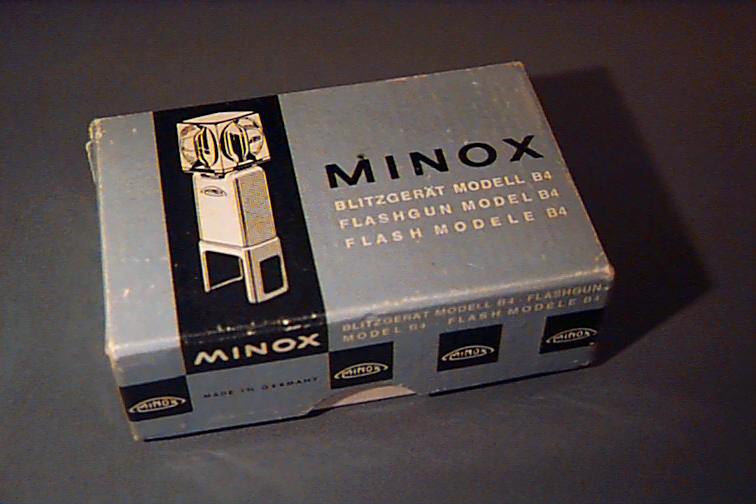 MINOX
BLITZGERÄT MODELL B4
FLASHGUN MODEL B4
FLASH MODELE B4
BLITZGERÄT MODELL B4 - FLASHGUN
MODEL B4 FLASH MODÈLE B4
MINOX
MINOX
MADE IN GERMANY
MINOX
MINOX
MINOX